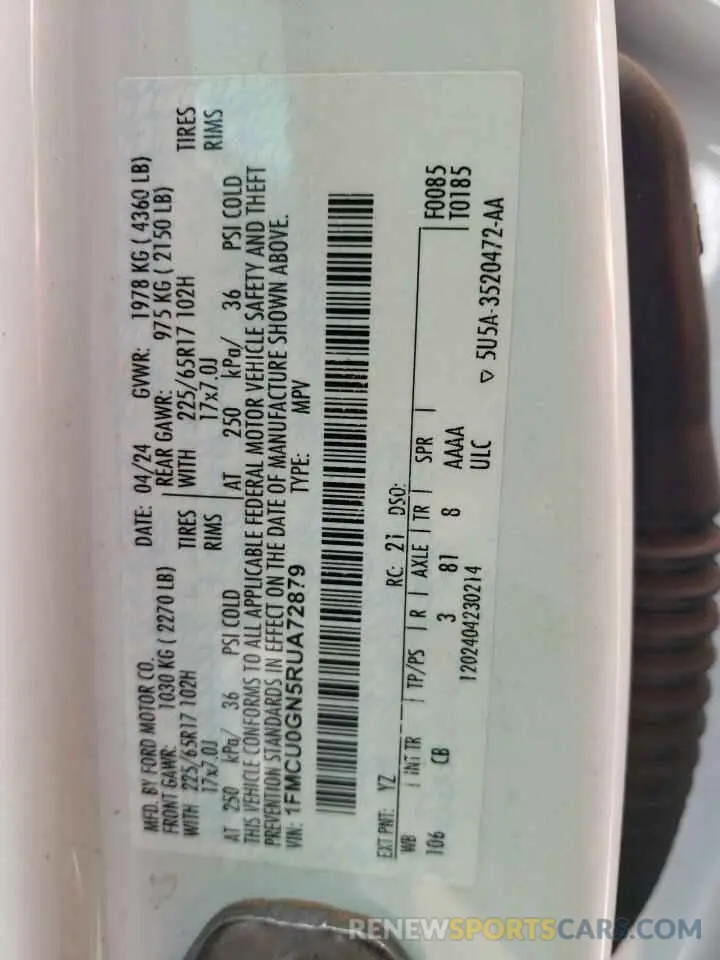 MFD. BY FORD MOTOR CO.
DATE: 04/24 GVWR: 1978 KG ( 4360 LB)
FRONT GAWR: 1030 KG ( 2270 LB)
REAR GAWR: 975 KG ( 2150 LB)
WITH 225/65R17 102H TIRES
WITH 225/65R17 102H TIRES
17x7.0J RIMS
17x7.0J RIMS
AT 250 kPa/ 36 PSI COLD
AT 250 kPa/ 36 PSI COLD
THIS VEHICLE CONFORMS TO ALL APPLICABLE FEDERAL MOTOR VEHICLE SAFETY AND THEFT
PREVENTION STANDARDS IN EFFECT ON THE DATE OF MANUFACTURE SHOWN ABOVE.
VIN: 1FMCU0GN5RUA72879 TYPE: MPV
EXT PNT: YZ RC: 21 DSO:
WB INT TR TP/PS R AXLE TR SPR F0085
106 CB 3 81 8 AAAA T0185
1202404230214 ULC
5U5A-3520472-AA
RENEWSPORTSCARS.COM